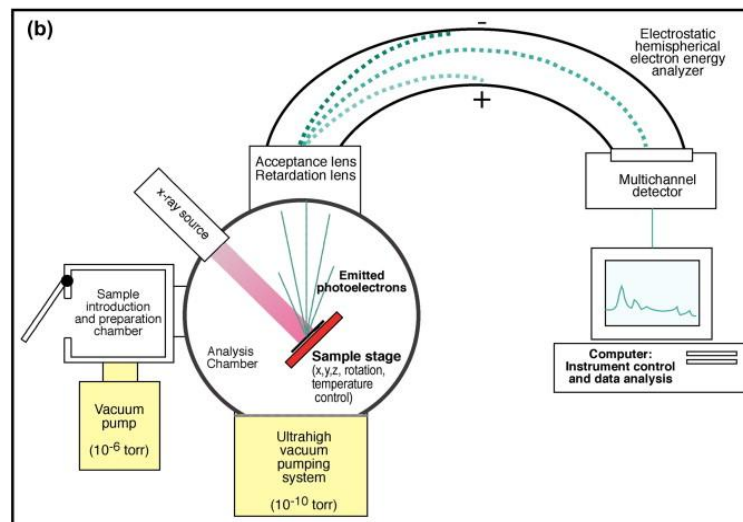 (b)
-
+
Electrostatic
hemispherical
electron energy
analyzer
Acceptance lens
Retardation lens
Multichannel
detector
x-ray source
Emitted
photoelectrons
Sample
introduction
and preparation
chamber
Analysis
Chamber
Sample stage
(x,y,z, rotation,
temperature
control)
Computer:
Instrument control
and data analysis
Vacuum
pump
(10⁻⁶ torr)
Ultrahigh
vacuum
pumping
system
(10⁻¹⁰ torr)